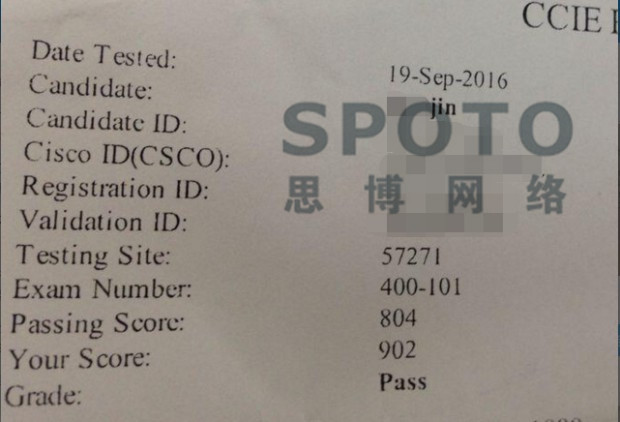 CCIE
Date Tested: 19-Sep-2016
Candidate: jin
Candidate ID:
Cisco ID(CSCO):
Registration ID:
Validation ID:
Testing Site: 57271
Exam Number: 400-101
Passing Score: 804
Your Score: 902
Grade: Pass
SPOTO
思博网络